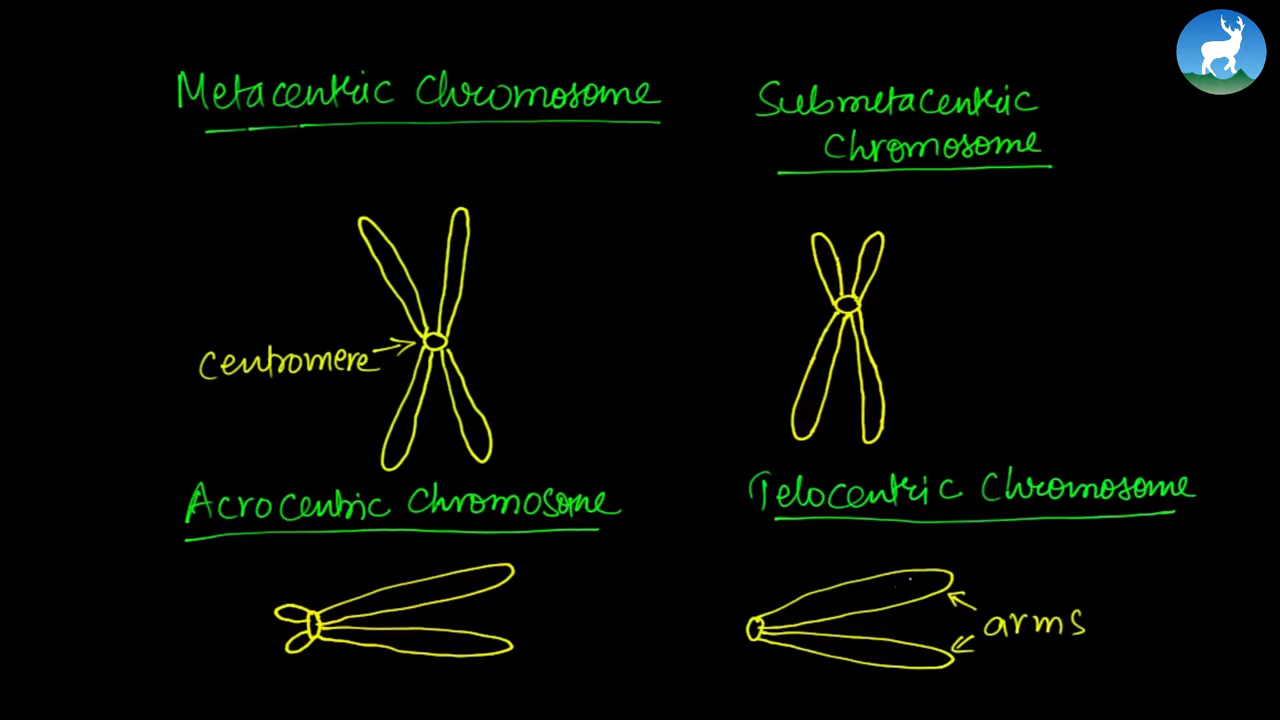 Metacentric Chromosome
Submetacentric
Chromosome
Centromere
Acrocentric Chromosome
Telocentric Chromosome
arms